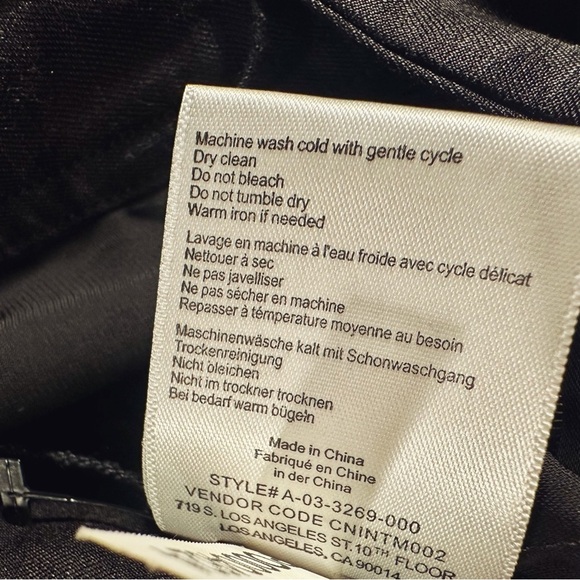 Machine wash cold with gentle cycle
Dry clean
Do not bleach
Do not tumble dry
Warm iron if needed
Lavage en machine à l'eau froide avec cycle délicat
Nettouer à sec
Ne pas javelliser
Ne pas sécher en machine
Repasser à témpérature moyenne au besoin
Maschinenwäsche kalt mit Schonwaschgang
Trockenreinigung
Nicht bleichen
Nicht im trockner trocknen
Bei bedarf warm bügeln
Made in China
Fabriqué en Chine
in der China
STYLE# A-03-3269-000
VENDOR CODE CNINTM002
719 S. LOS ANGELES ST.10TH FLOOR
LOS ANGELES, CA 90014